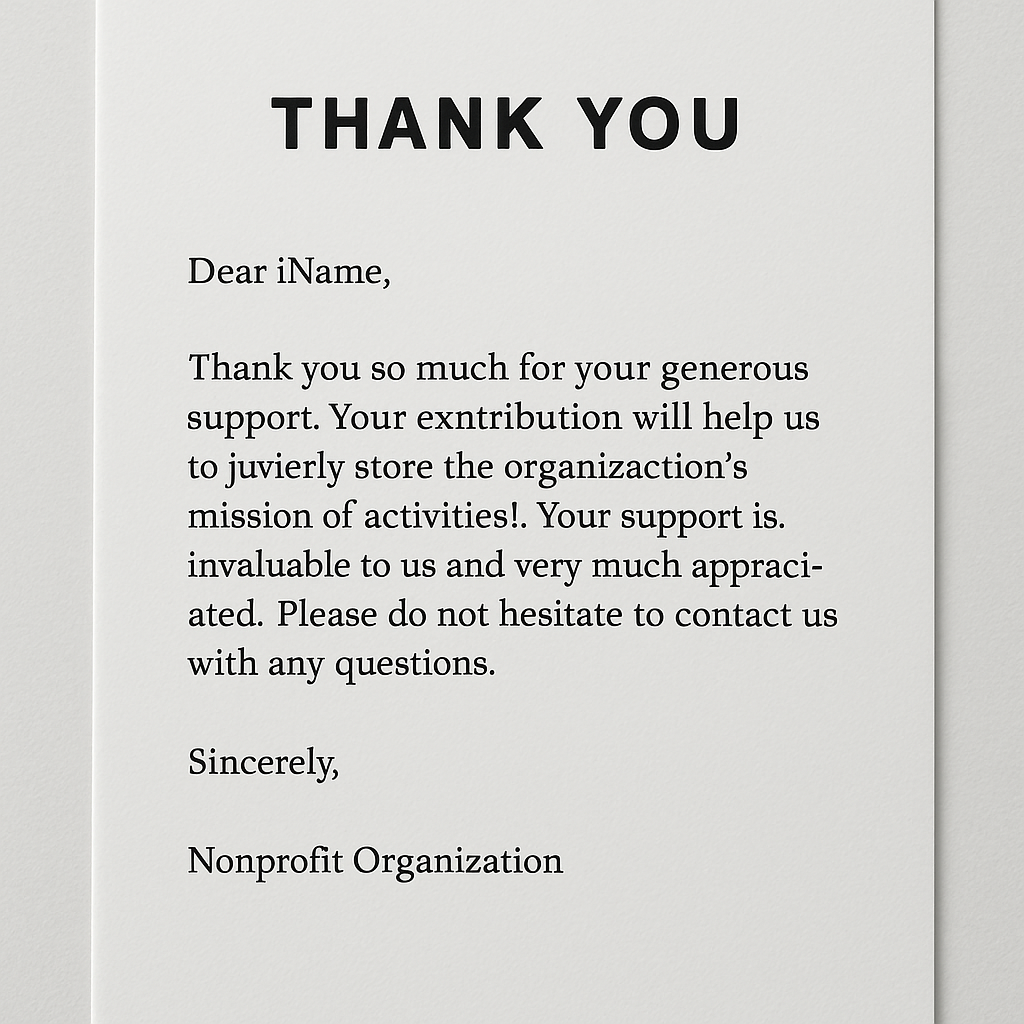 THANK YOU
Dear iName,
Thank you so much for your generous
support. Your exntribution will help us
to juvierly store the organizaction’s
mission of activities!. Your support is.
invaluable to us and very much appraci-
ated. Please do not hesitate to contact us
with any questions.
Sincerely,
Nonprofit Organization